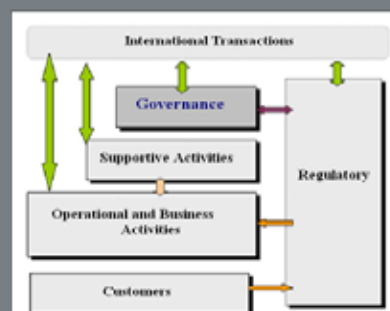 International Transactions
Governance
Supportive Activities
Regulatory
Operational and Business
Activities
Customers